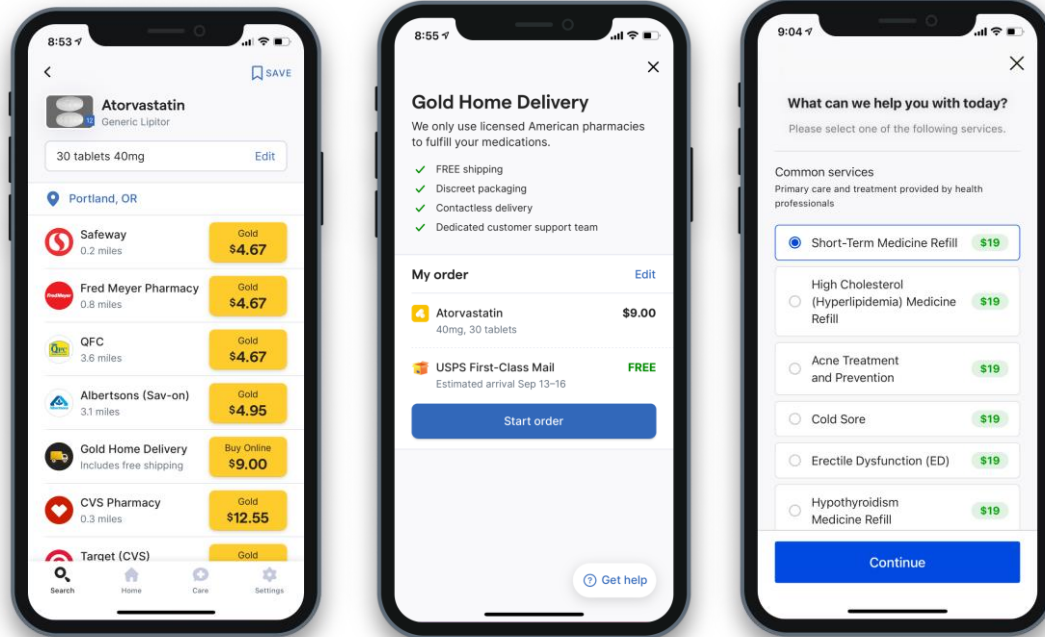 8:53
SAVE
Atorvastatin
Generic Lipitor
12
30 tablets 40mg Edit
Portland, OR
Safeway
0.2 miles
Gold
$4.67
Fred Meyer Pharmacy
0.8 miles
Gold
$4.67
QFC
3.6 miles
Gold
$4.67
Albertsons (Sav-on)
3.1 miles
Gold
$4.95
Gold Home Delivery
Includes free shipping
Buy Online
$9.00
CVS Pharmacy
0.3 miles
Gold
$12.55
Target (CVS)
Gold
Search Home Care Settings
8:55
Gold Home Delivery
We only use licensed American pharmacies
to fulfill your medications.
FREE shipping
Discreet packaging
Contactless delivery
Dedicated customer support team
My order Edit
Atorvastatin $9.00
40mg, 30 tablets
USPS First-Class Mail FREE
Estimated arrival Sep 13–16
Start order
Get help
9:04
What can we help you with today?
Please select one of the following services.
Common services
Primary care and treatment provided by health
professionals
Short-Term Medicine Refill $19
High Cholesterol
(Hyperlipidemia) Medicine
Refill
$19
Acne Treatment
and Prevention
$19
Cold Sore $19
Erectile Dysfunction (ED) $19
Hypothyroidism
Medicine Refill
$19
Continue